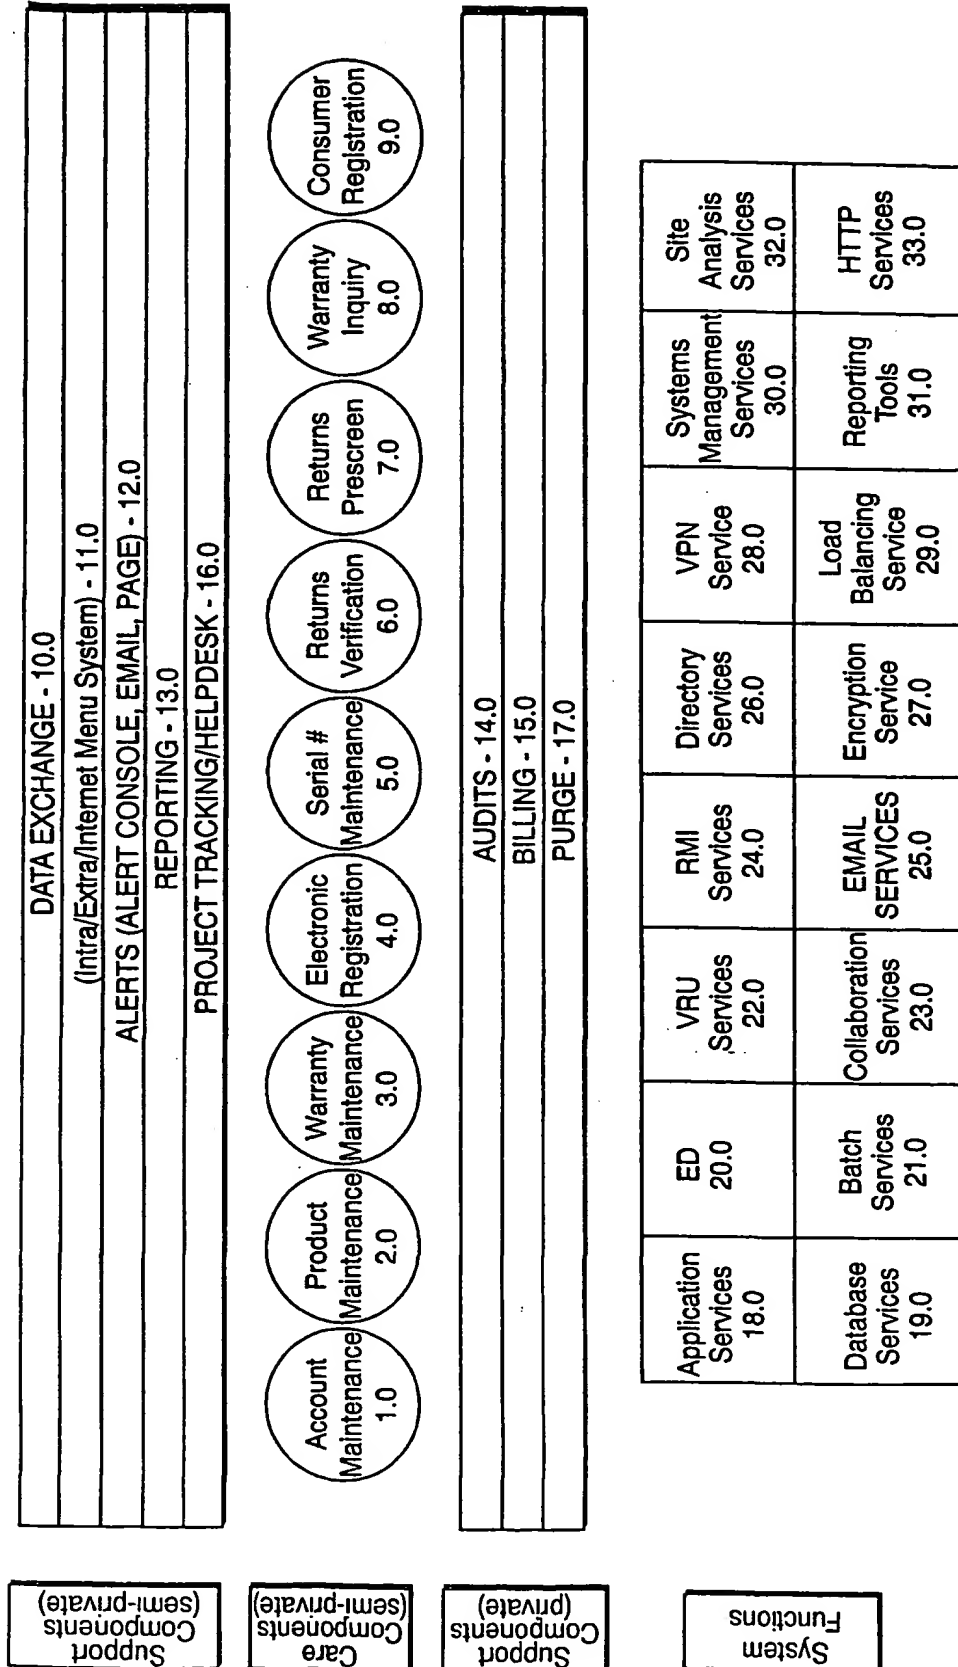 Support
Components
(semi-private)
DATA EXCHANGE - 10.0
(Intra/Extra/Internet Menu System) - 11.0
ALERTS (ALERT CONSOLE, EMAIL, PAGE) - 12.0
REPORTING - 13.0
PROJECT TRACKING/HELPDESK - 16.0
Care
Components
(semi-private)
Account
Maintenance
1.0
Product
Maintenance
2.0
Warranty
Maintenance
3.0
Electronic
Registration
4.0
Serial #
Maintenance
5.0
Returns
Verification
6.0
Returns
Prescreen
7.0
Warranty
Inquiry
8.0
Consumer
Registration
9.0
Support
Components
(private)
AUDITS - 14.0
BILLING - 15.0
PURGE - 17.0
System
Functions
Application
Services
18.0
ED
20.0
VRU
Services
22.0
RMI
Services
24.0
Directory
Services
26.0
VPN
Service
28.0
Systems
Management
Services
30.0
Site
Analysis
Services
32.0
Database
Services
19.0
Batch
Services
21.0
Collaboration
Services
23.0
EMAIL
SERVICES
25.0
Encryption
Service
27.0
Load
Balancing
Service
29.0
Reporting
Tools
31.0
HTTP
Services
33.0